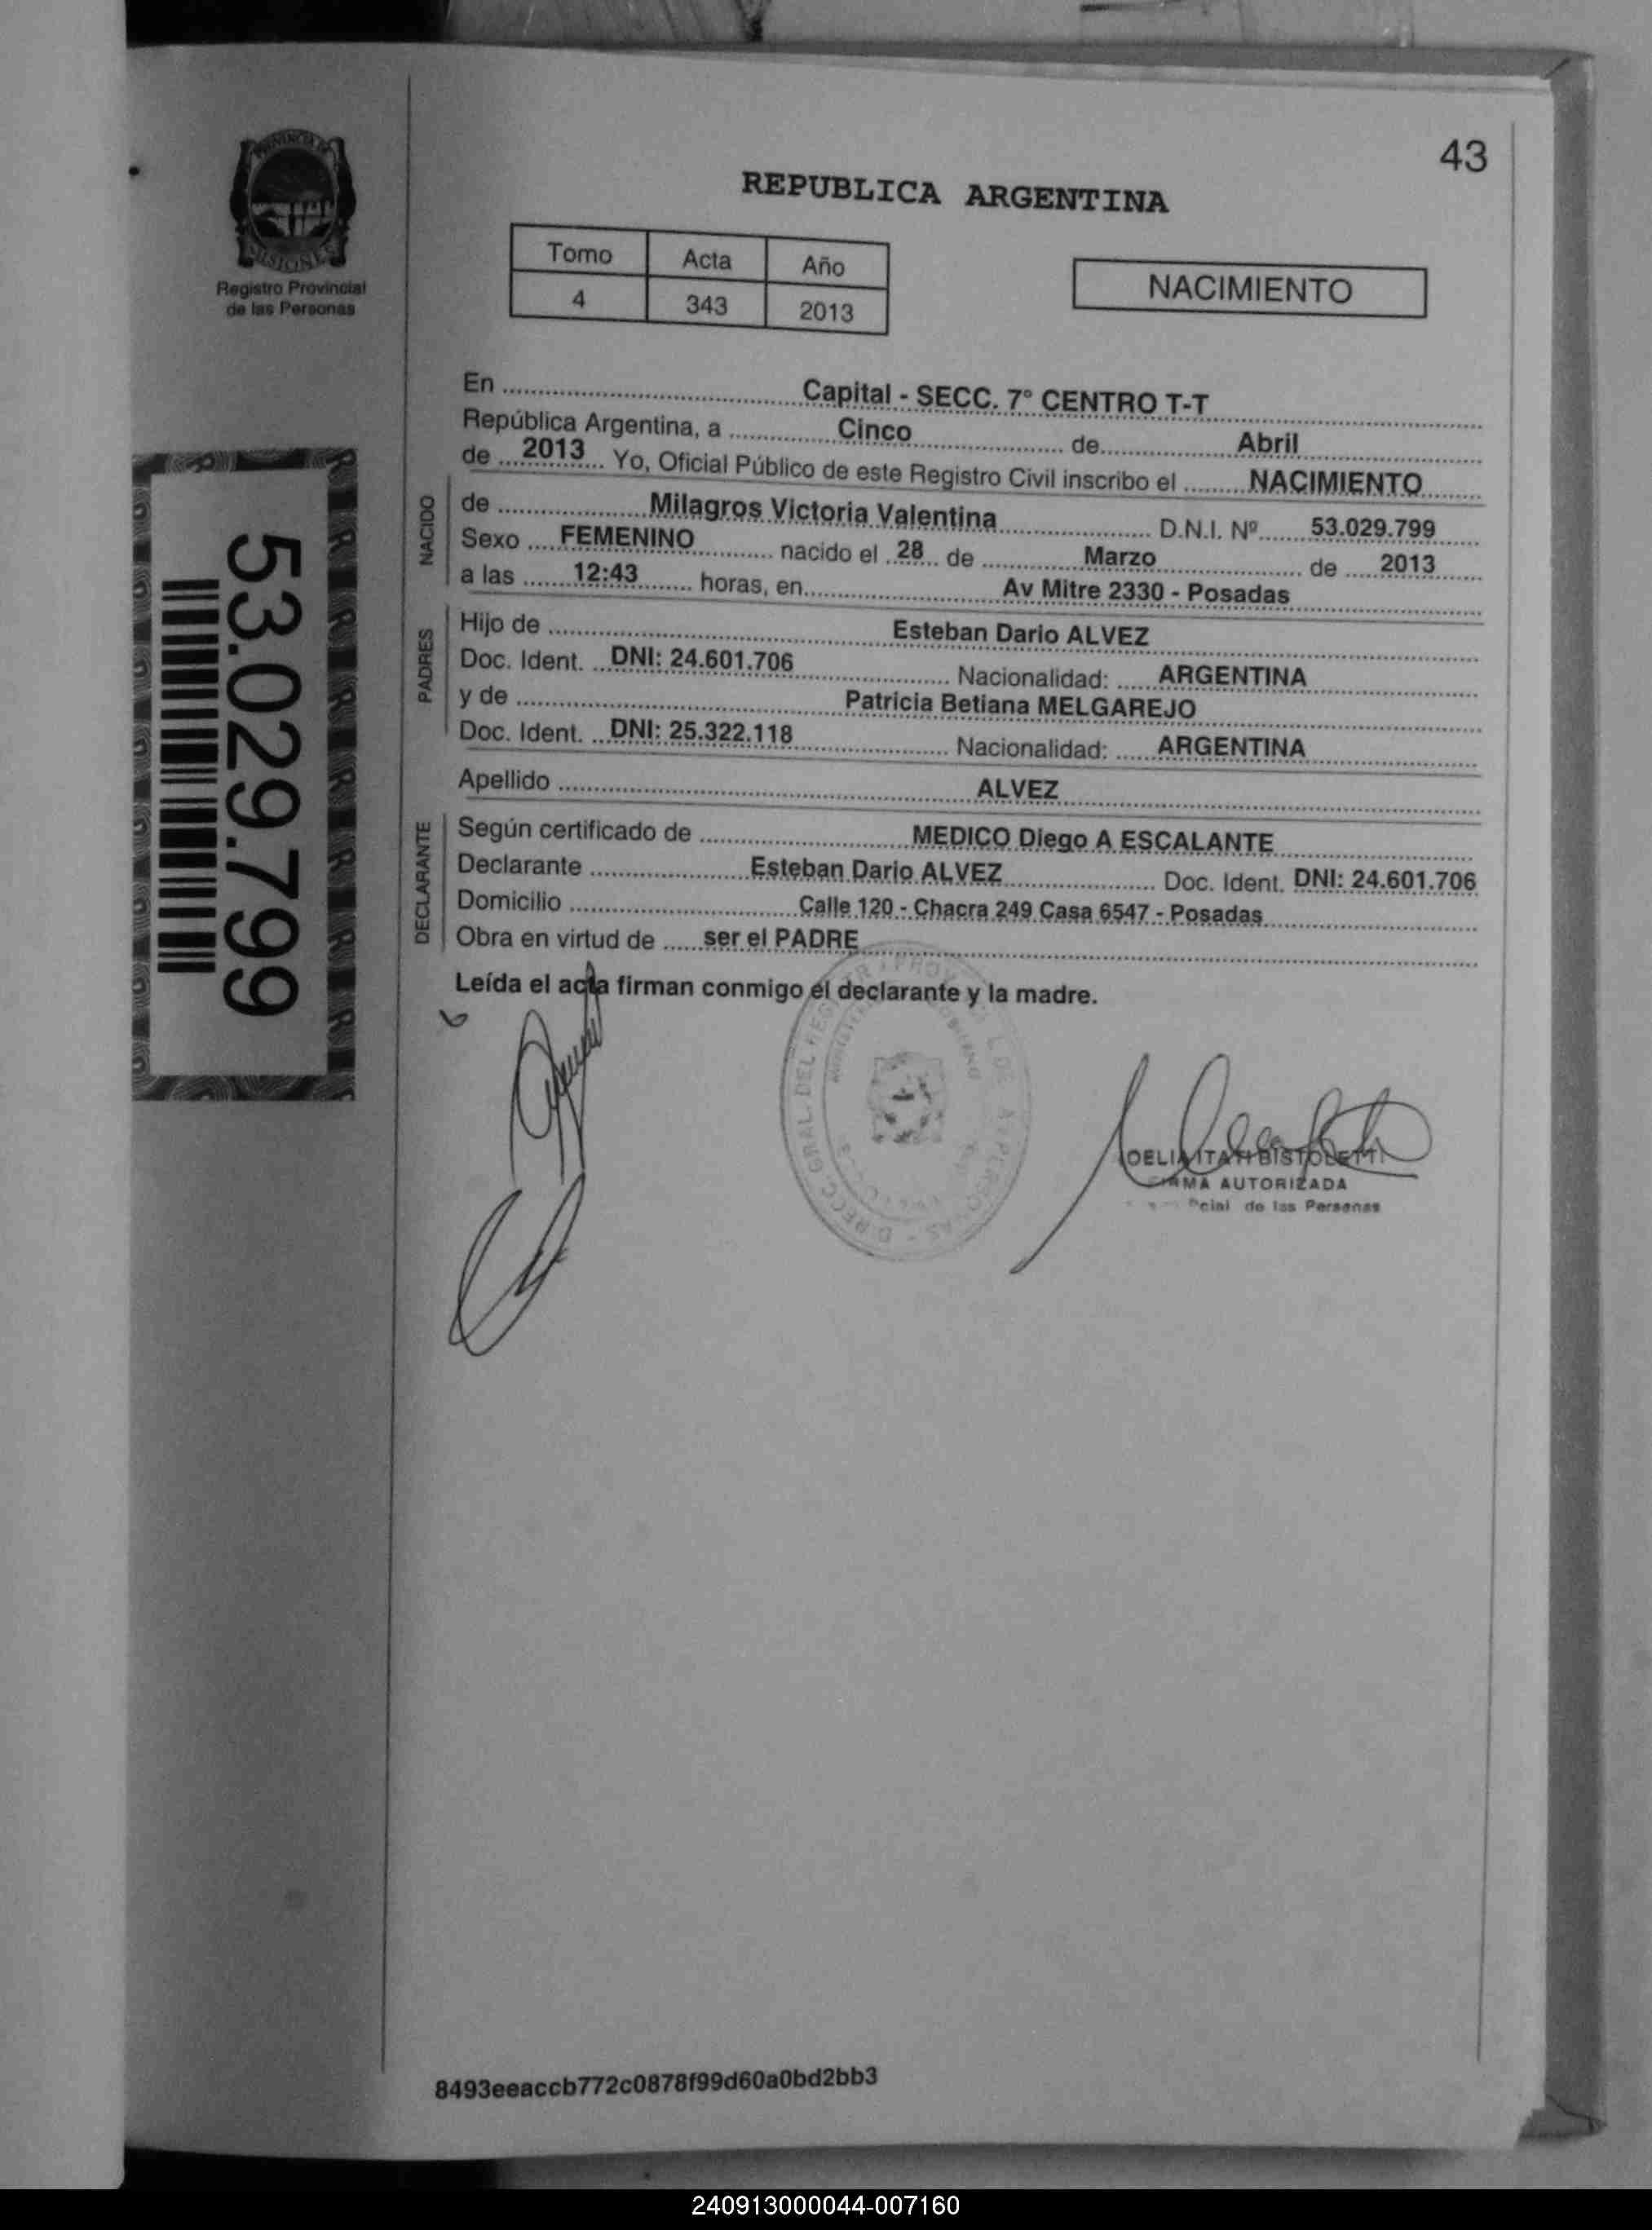 43
PROVINCIA DE
MISIONES
Registro Provincial
de las Personas
REPUBLICA ARGENTINA
Tomo Acta Año
4 343 2013
NACIMIENTO
53.029.799
En Capital - SECC. 7° CENTRO T-T
República Argentina, a Cinco de Abril
de 2013 Yo, Oficial Público de este Registro Civil inscribo el NACIMIENTO
NACIDO
de Milagros Victoria Valentina D.N.I. Nº 53.029.799
Sexo FEMENINO nacido el 28 de Marzo de 2013
a las 12:43 horas, en Av Mitre 2330 - Posadas
PADRES
Hijo de Esteban Dario ALVEZ
Doc. Ident. DNI: 24.601.706 Nacionalidad: ARGENTINA
y de Patricia Betiana MELGAREJO
Doc. Ident. DNI: 25.322.118 Nacionalidad: ARGENTINA
Apellido ALVEZ
DECLARANTE
Según certificado de MEDICO Diego A ESCALANTE
Declarante Esteban Dario ALVEZ Doc. Ident. DNI: 24.601.706
Domicilio Calle 120 - Chacra 249 Casa 6547 - Posadas
Obra en virtud de ser el PADRE
Leída el acta firman conmigo el declarante y la madre.
BISTOLETTI
FIRMA AUTORIZADA
de las Personas
8493eeaccb772c0878f99d60a0bd2bb3
240913000044-007160